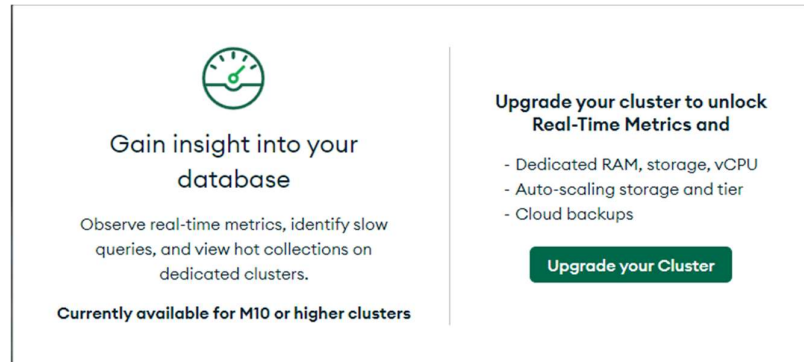 Gain insight into your
database
Observe real-time metrics, identify slow
queries, and view hot collections on
dedicated clusters.
Currently available for M10 or higher clusters
Upgrade your cluster to unlock
Real-Time Metrics and
- Dedicated RAM, storage, vCPU
- Auto-scaling storage and tier
- Cloud backups
Upgrade your Cluster